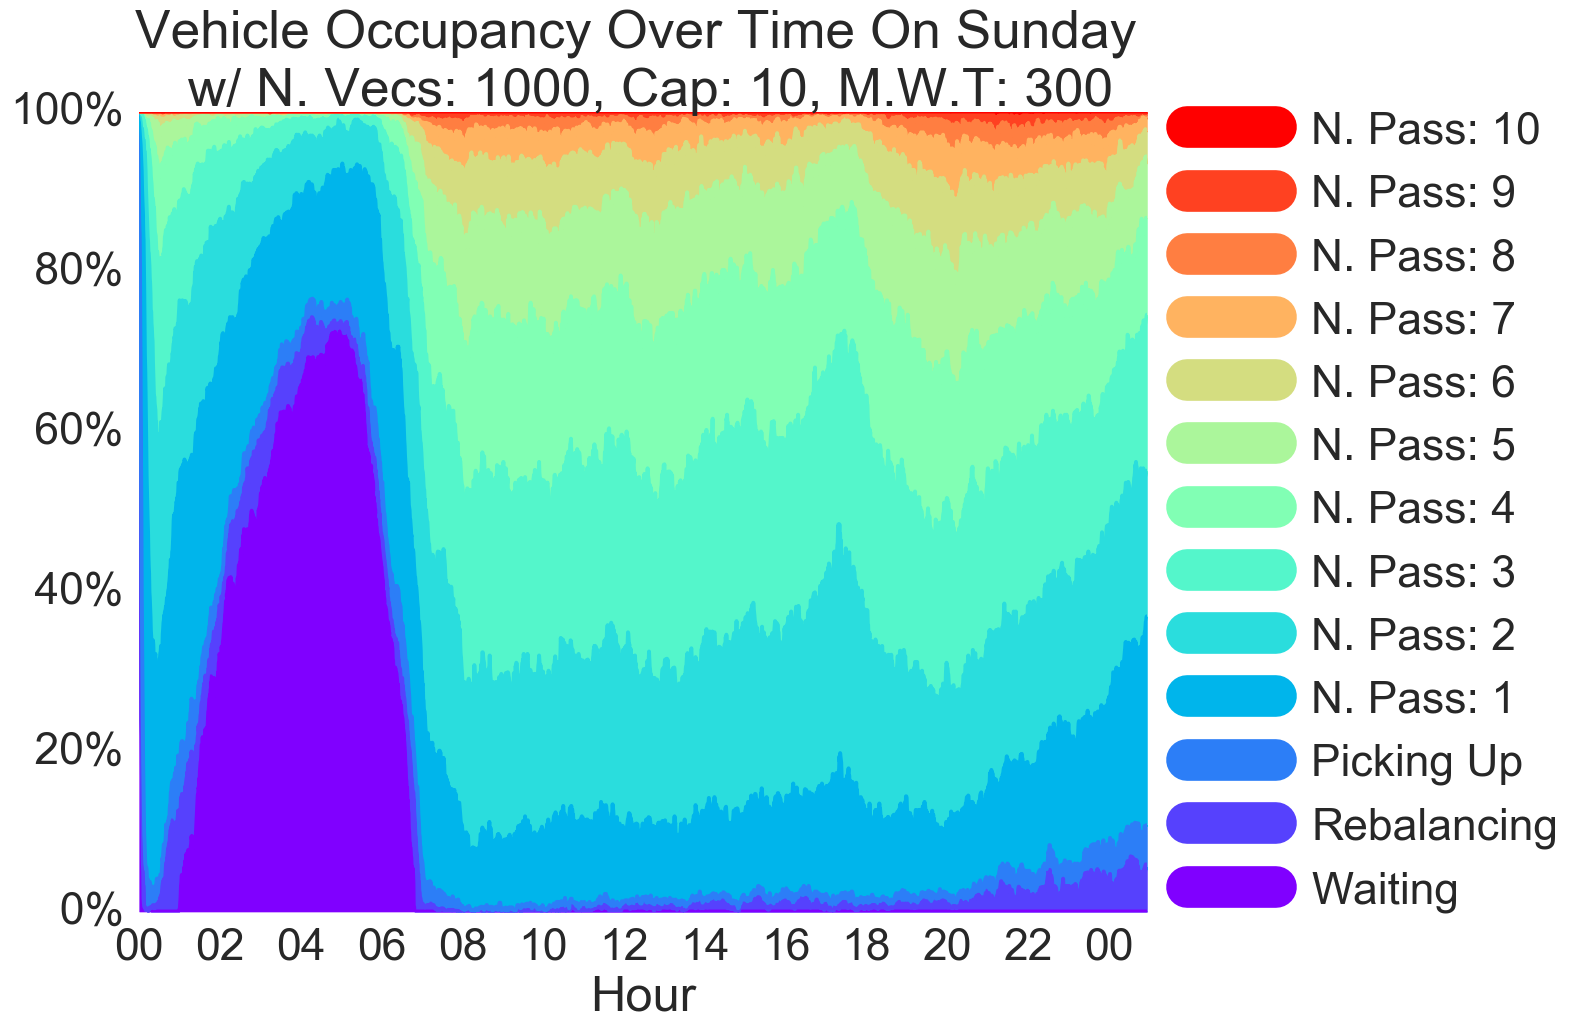 Vehicle Occupancy Over Time On Sunday
w/ N. Vecs: 1000, Cap: 10, M.W.T: 300
100%
80%
60%
40%
20%
0%
00 02 04 06 08 10 12 14 16 18 20 22 00
Hour
N. Pass: 10
N. Pass: 9
N. Pass: 8
N. Pass: 7
N. Pass: 6
N. Pass: 5
N. Pass: 4
N. Pass: 3
N. Pass: 2
N. Pass: 1
Picking Up
Rebalancing
Waiting